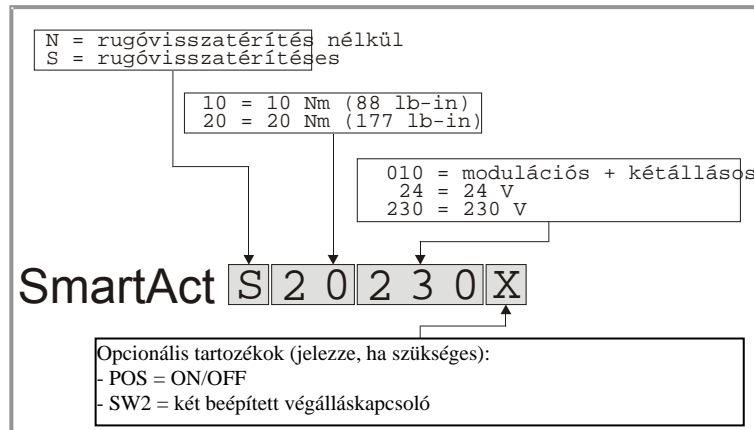 N = rugóvisszatérítés nélkül
S = rugóvisszatérítéses
10 = 10 Nm (88 lb-in)
20 = 20 Nm (177 lb-in)
010 = modulációs + kétállásos
24 = 24 V
230 = 230 V
SmartAct S 2 0 2 3 0 X
Opcionális tartozékok (jelezze, ha szükséges):
- POS = ON/OFF
- SW2 = két beépített végálláskapcsoló